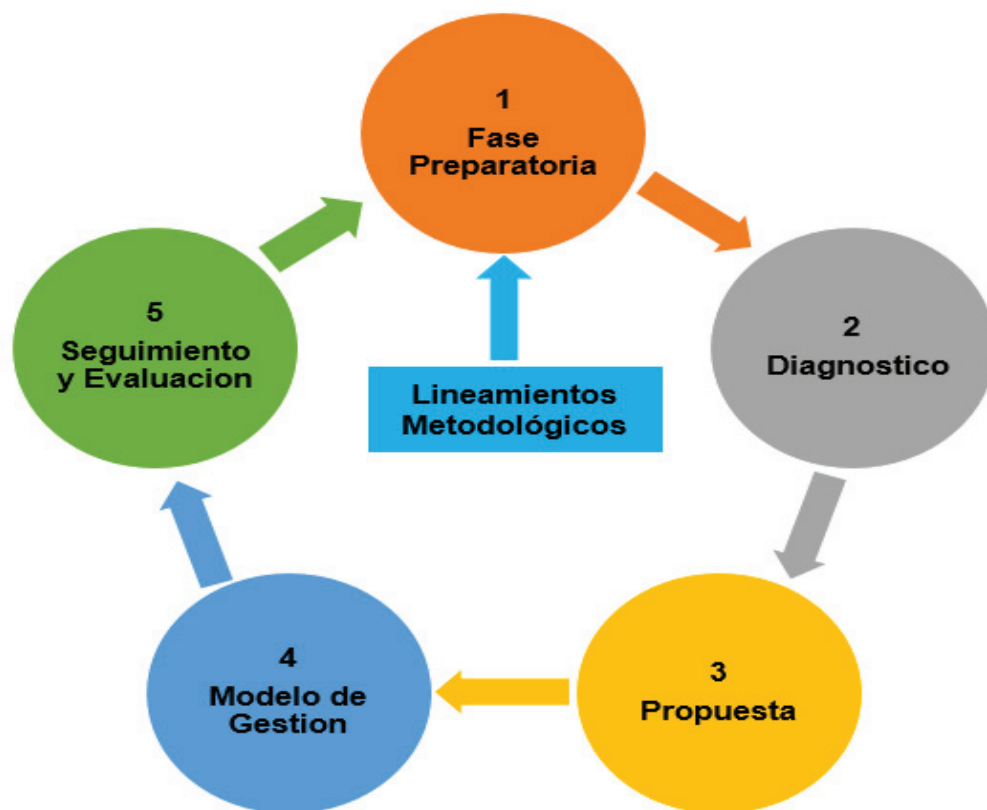 1
Fase
Preparatoria
2
Diagnostico
3
Propuesta
4
Modelo de
Gestion
5
Seguimiento
y Evaluacion
Lineamientos
Metodológicos